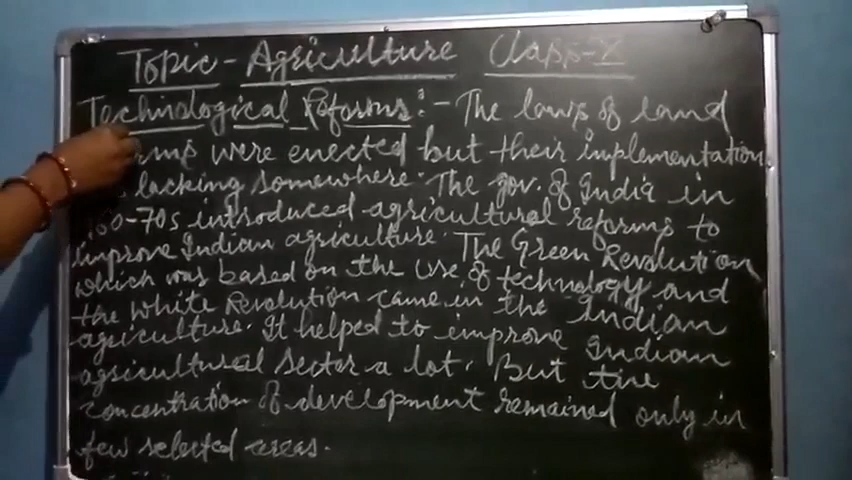 Topic - Agriculture Class-X
Technological Reforms :- The laws of land
rms were enected but their implementation
lacking somewhere. The gov. of India in
60-70s introduced agricultural reforms to
improve Indian agriculture. The Green Revolution
which was based on the use of technology and
the white Revolution came in the Indian
agriculture. It helped to improve Indian
agricultural sector a lot. But the
concentration of development remained only in
few selected areas.